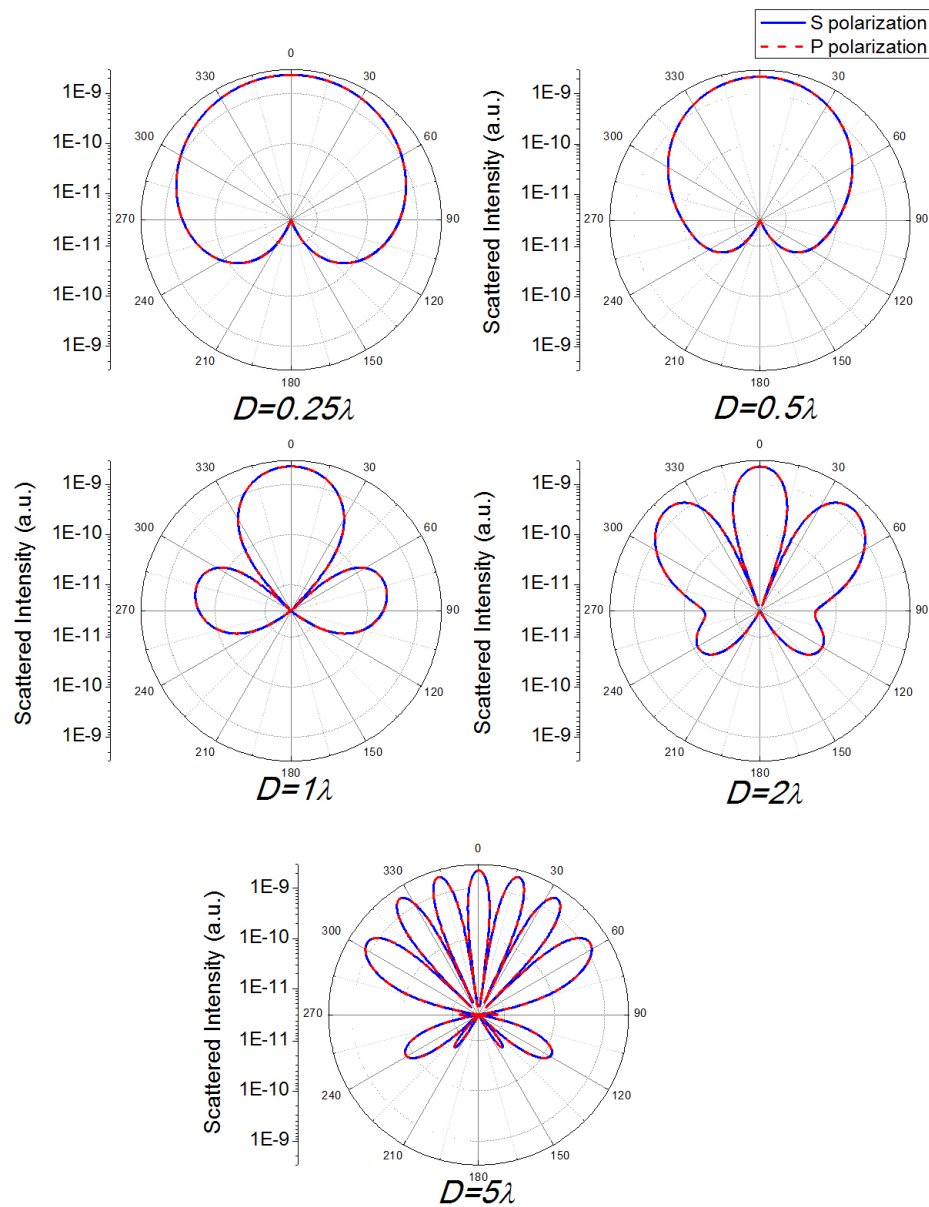 S polarization
P polarization
0
330
30
300
60
270
90
240
120
210
150
180
1E-9
1E-10
1E-11
1E-11
1E-10
1E-9
D=0.25λ
Scattered Intensity (a.u.)
0
330
30
300
60
270
90
240
120
210
150
180
1E-9
1E-10
1E-11
1E-11
1E-10
1E-9
D=0.5λ
Scattered Intensity (a.u.)
0
330
30
300
60
270
90
240
120
210
150
180
1E-9
1E-10
1E-11
1E-11
1E-10
1E-9
D=1λ
Scattered Intensity (a.u.)
0
330
30
300
60
270
90
240
120
210
150
180
1E-9
1E-10
1E-11
1E-11
1E-10
1E-9
D=2λ
Scattered Intensity (a.u.)
0
330
30
300
60
270
90
240
120
210
150
180
1E-9
1E-10
1E-11
1E-11
1E-10
1E-9
D=5λ